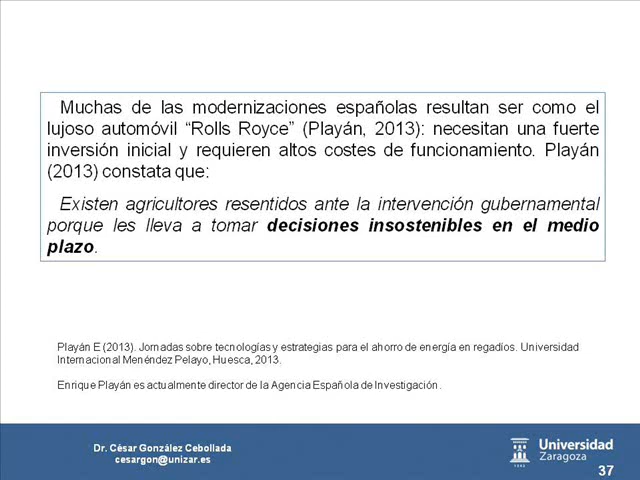 Muchas de las modernizaciones españolas resultan ser como el
lujoso automóvil “Rolls Royce” (Playán, 2013): necesitan una fuerte
inversión inicial y requieren altos costes de funcionamiento. Playán
(2013) constata que:
Existen agricultores resentidos ante la intervención gubernamental
porque les lleva a tomar decisiones insostenibles en el medio
plazo.
Playán E (2013). Jornadas sobre tecnologías y estrategias para el ahorro de energía en regadíos. Universidad
Internacional Menéndez Pelayo, Huesca, 2013.
Enrique Playán es actualmente director de la Agencia Española de Investigación.
Dr. César González Cebollada
cesargon@unizar.es
Universidad
Zaragoza
1542
37